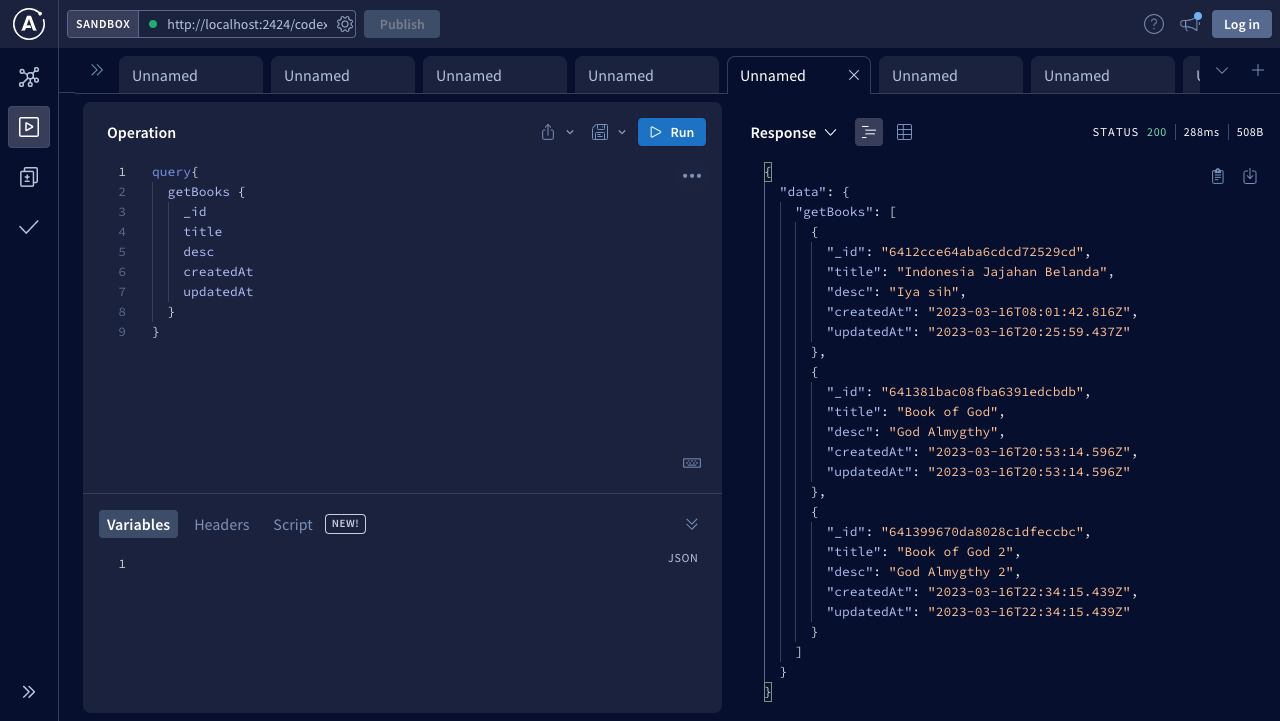 A
SANDBOX
http://localhost:2424/codex
Publish
?
Log in
Unnamed
Unnamed
Unnamed
Unnamed
Unnamed
Unnamed
Unnamed
Operation
Run
1 query{
2 getBooks {
3 _id
4 title
5 desc
6 createdAt
7 updatedAt
8 }
9 }
Variables
Headers
Script
NEW!
JSON
1
Response
STATUS 200
288ms
508B
{
"data": {
"getBooks": [
{
"_id": "6412cce64aba6cdcd72529cd",
"title": "Indonesia Jajahan Belanda",
"desc": "Iya sih",
"createdAt": "2023-03-16T08:01:42.816Z",
"updatedAt": "2023-03-16T20:25:59.437Z"
},
{
"_id": "641381bac08fba6391edcbdb",
"title": "Book of God",
"desc": "God Almygthy",
"createdAt": "2023-03-16T20:53:14.596Z",
"updatedAt": "2023-03-16T20:53:14.596Z"
},
{
"_id": "641399670da8028c1dfeccbc",
"title": "Book of God 2",
"desc": "God Almygthy 2",
"createdAt": "2023-03-16T22:34:15.439Z",
"updatedAt": "2023-03-16T22:34:15.439Z"
}
]
}
}